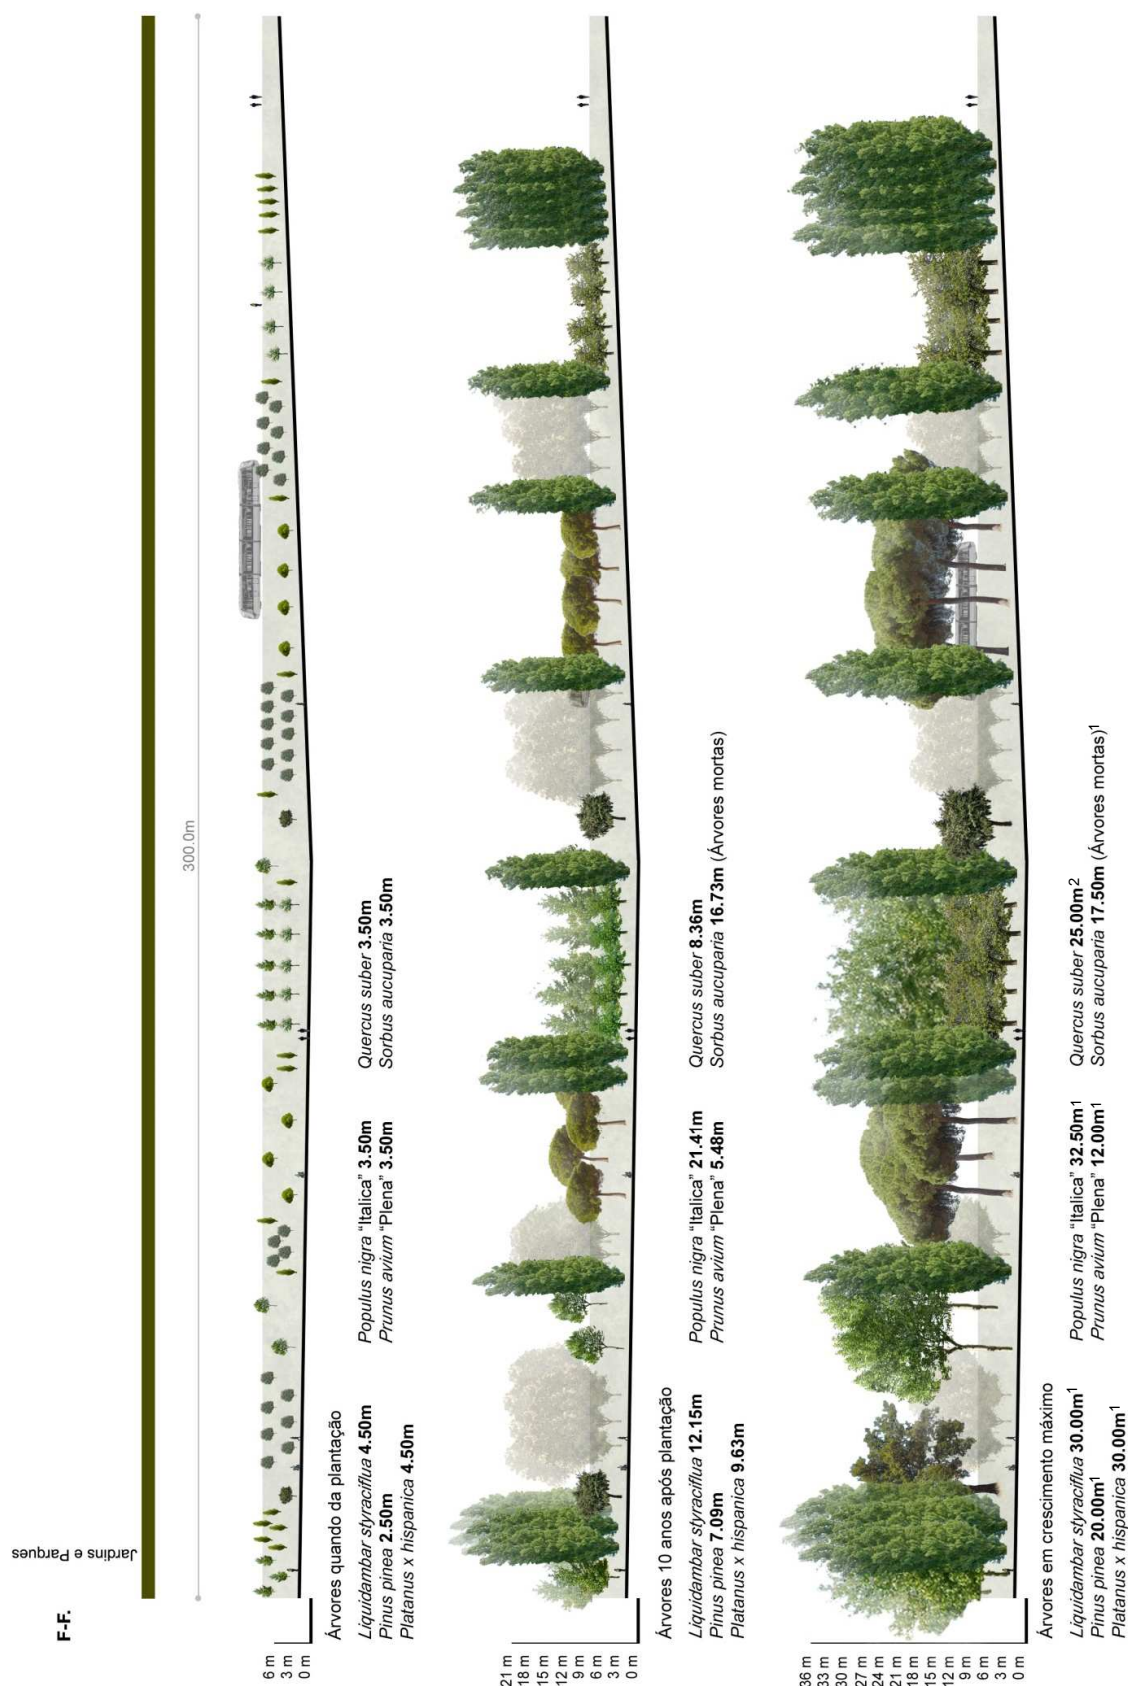 F-F.
Jardins e Parques
300.0m
6 m
3 m
0 m
Árvores quando da plantação
Liquidambar styraciflua 4.50m
Pinus pinea 2.50m
Platanus x hispanica 4.50m
Populus nigra “Italica” 3.50m
Prunus avium “Plena” 3.50m
Quercus suber 3.50m
Sorbus aucuparia 3.50m
21 m
18 m
15 m
12 m
9 m
6 m
3 m
0 m
Árvores 10 anos após plantação
Liquidambar styraciflua 12.15m
Pinus pinea 7.09m
Platanus x hispanica 9.63m
Populus nigra “Italica” 21.41m
Prunus avium “Plena” 5.48m
Quercus suber 8.36m
Sorbus aucuparia 16.73m (Árvores mortas)
36 m
33 m
30 m
27 m
24 m
21 m
18 m
15 m
12 m
9 m
6 m
3 m
0 m
Árvores em crescimento máximo
Liquidambar styraciflua 30.00m¹
Pinus pinea 20.00m¹
Platanus x hispanica 30.00m¹
Populus nigra “Italica” 32.50m¹
Prunus avium “Plena” 12.00m¹
Quercus suber 25.00m²
Sorbus aucuparia 17.50m (Árvores mortas)¹